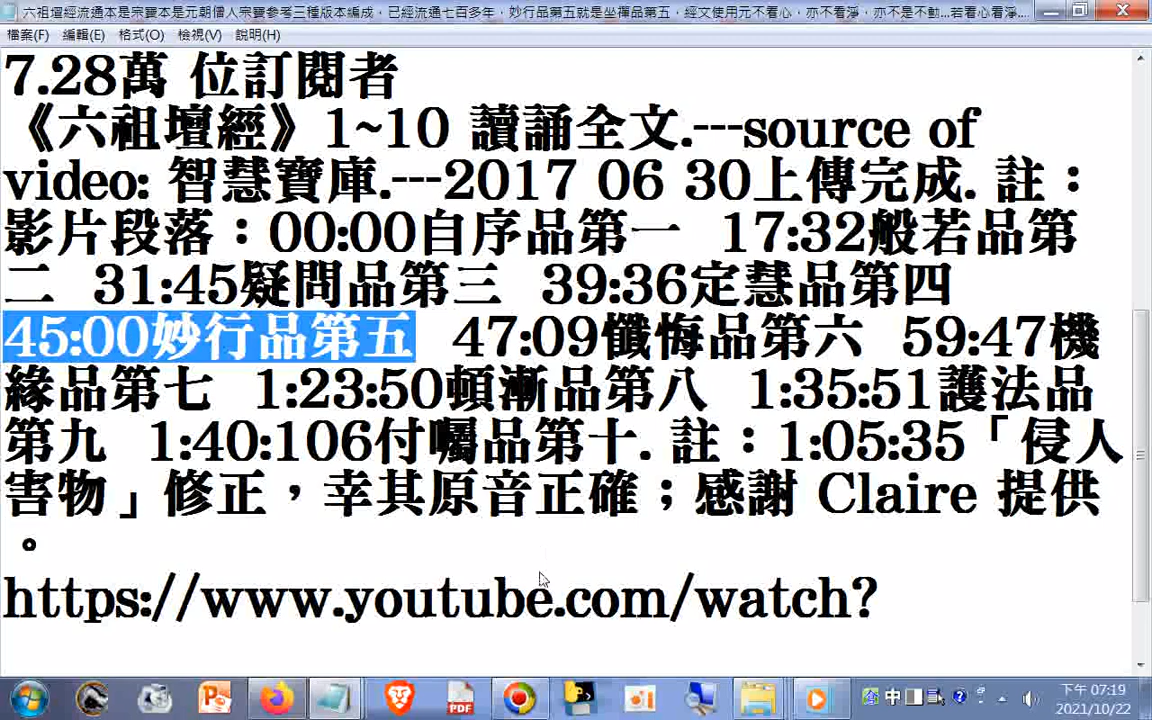 六祖壇經流通本是宗寶本是元朝僧人宗寶參考三種版本編成，已經流通七百多年，妙行品第五就是坐禪品第五，經文使用元不看心，亦不看淨，亦不是不動...若看心看淨...
檔案(F) 編輯(E) 格式(O) 檢視(V) 說明(H)
7.28萬 位訂閱者
《六祖壇經》1~10 讀誦全文.---source of
video: 智慧寶庫.---2017 06 30上傳完成. 註：
影片段落：00:00自序品第一 17:32般若品第
二 31:45疑問品第三 39:36定慧品第四
45:00妙行品第五 47:09懺悔品第六 59:47機
緣品第七 1:23:50頓漸品第八 1:35:51護法品
第九 1:40:106付囑品第十. 註：1:05:35「侵人
害物」修正，幸其原音正確；感謝 Claire 提供
。
https://www.youtube.com/watch?
PDF
中
下午 07:19
2021/10/22